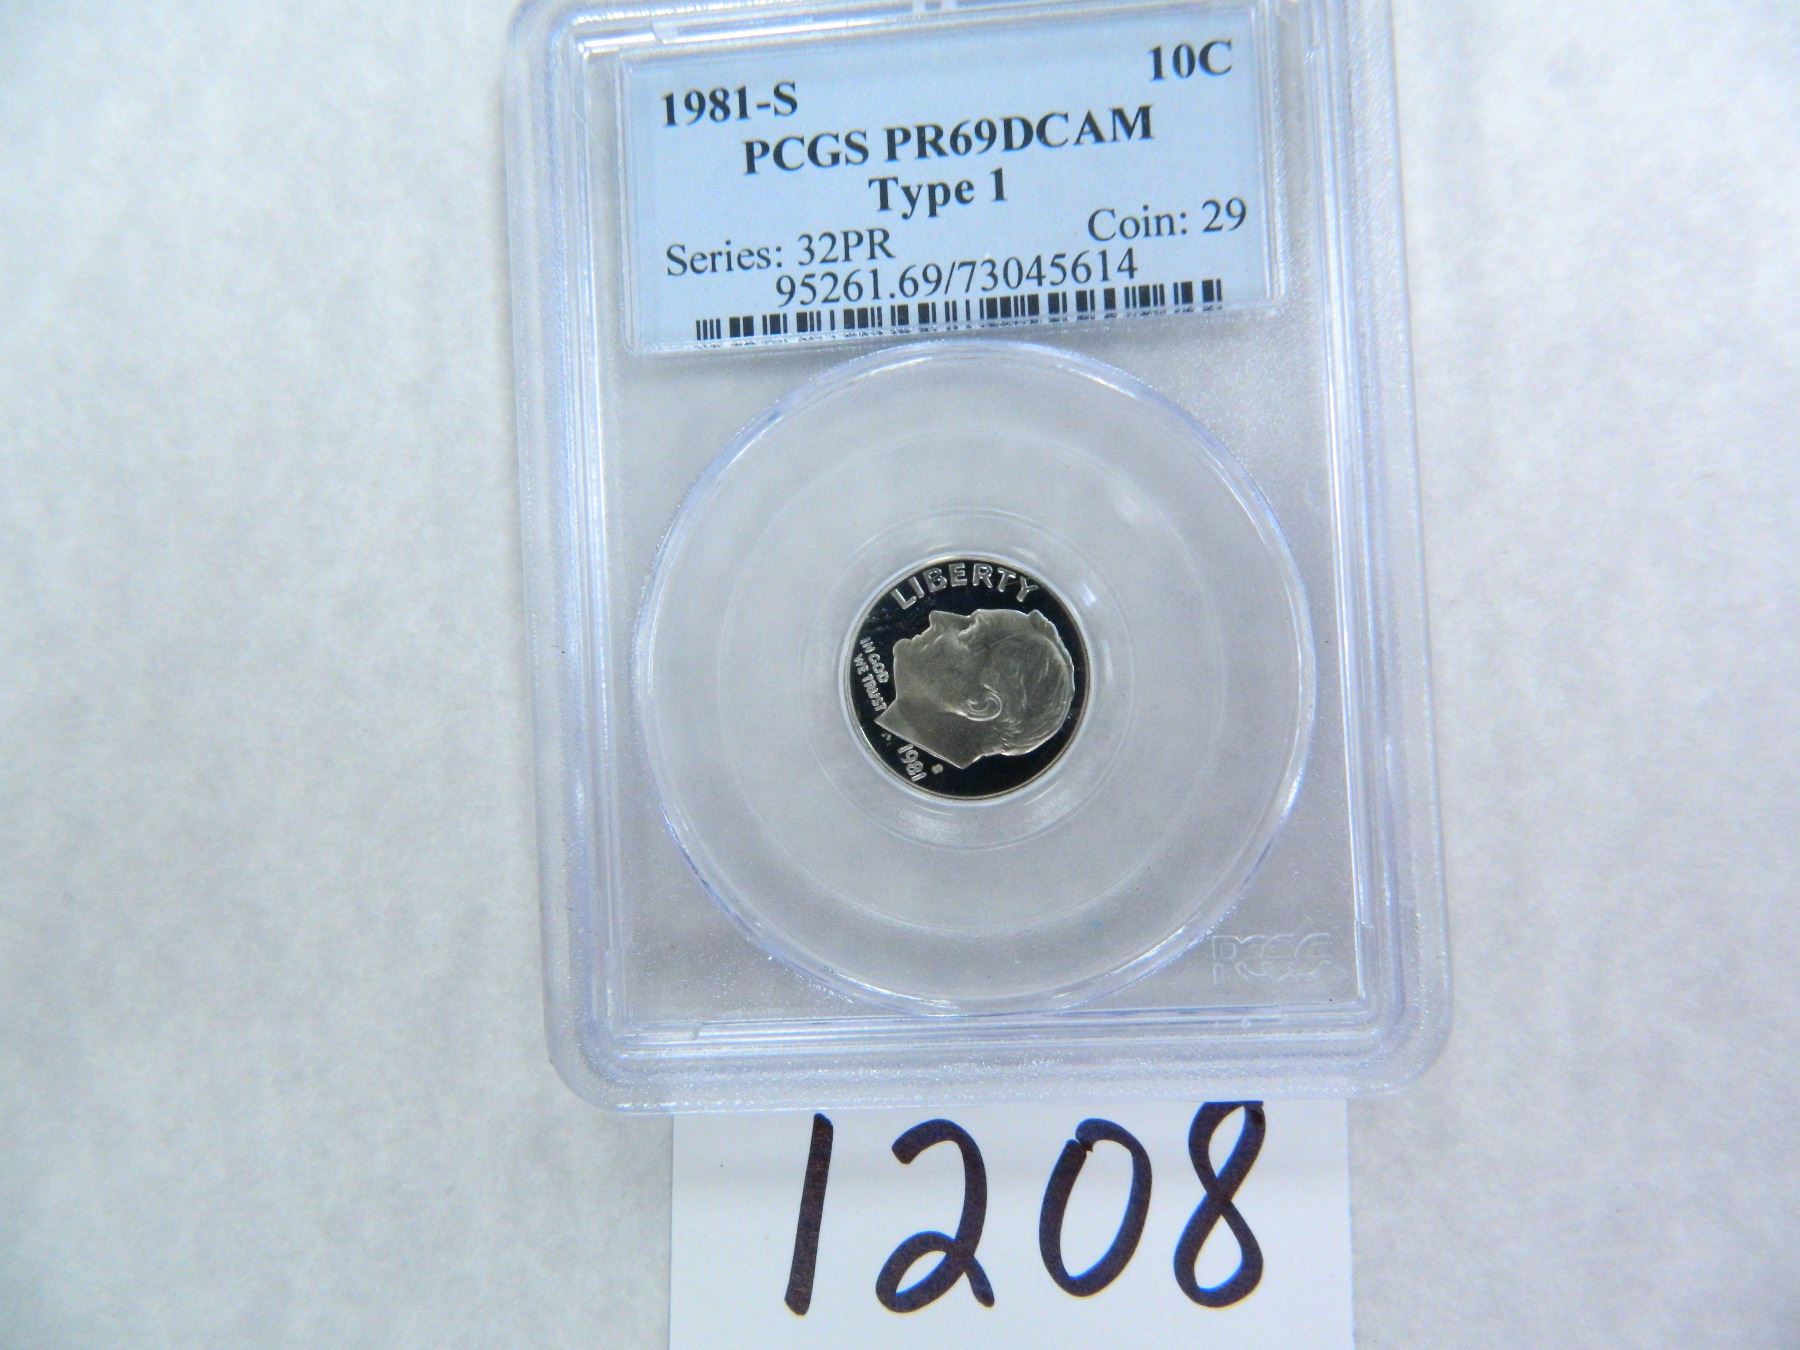 1981-S 10C
PCGS PR69DCAM
Type 1
Series: 32PR Coin: 29
95261.69/73045614
LIBERTY
IN GOD
WE TRUST
1981
S
PCGS
1208